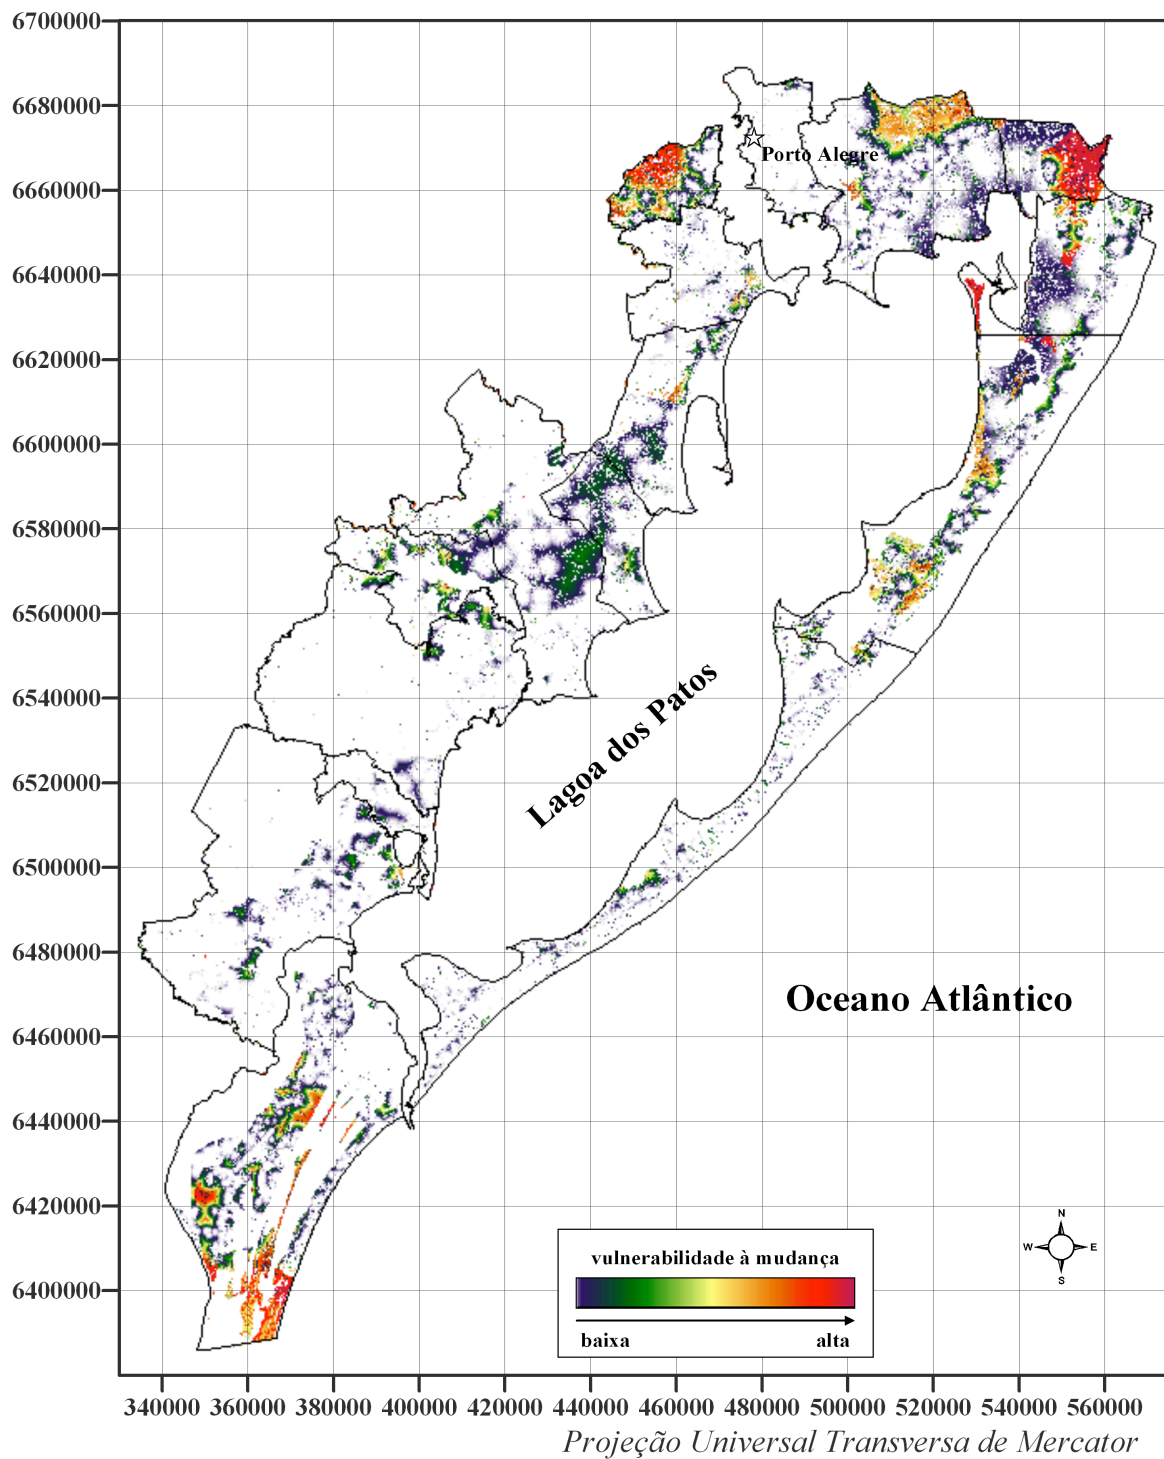 6700000
6680000
Porto Alegre
6660000
6640000
6620000
6600000
6580000
6560000
6540000
Lagoa dos Patos
6520000
6500000
6480000
Oceano Atlântico
6460000
6440000
6420000
N
W E
S
vulnerabilidade à mudança
baixa alta
6400000
340000 360000 380000 400000 420000 440000 460000 480000 500000 520000 540000 560000
Projeção Universal Transversa de Mercator